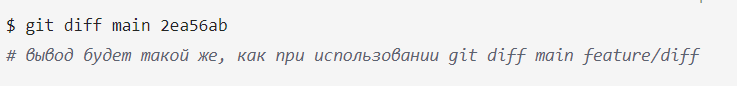 $ git diff main 2ea56ab
# вывод будет такой же, как при использовании git diff main feature/diff